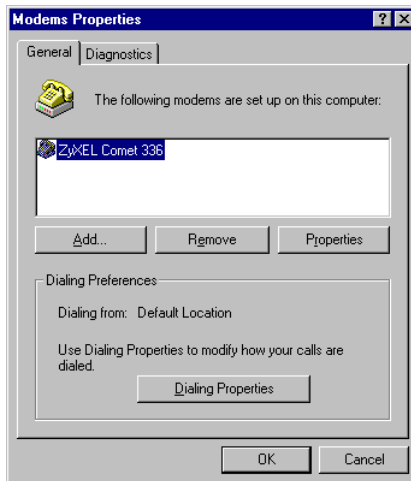 Modems Properties
General Diagnostics
The following modems are set up on this computer:
ZyXEL Comet 336
Add... Remove Properties
Dialing Preferences
Dialing from: Default Location
Use Dialing Properties to modify how your calls are
dialed.
Dialing Properties
OK Cancel